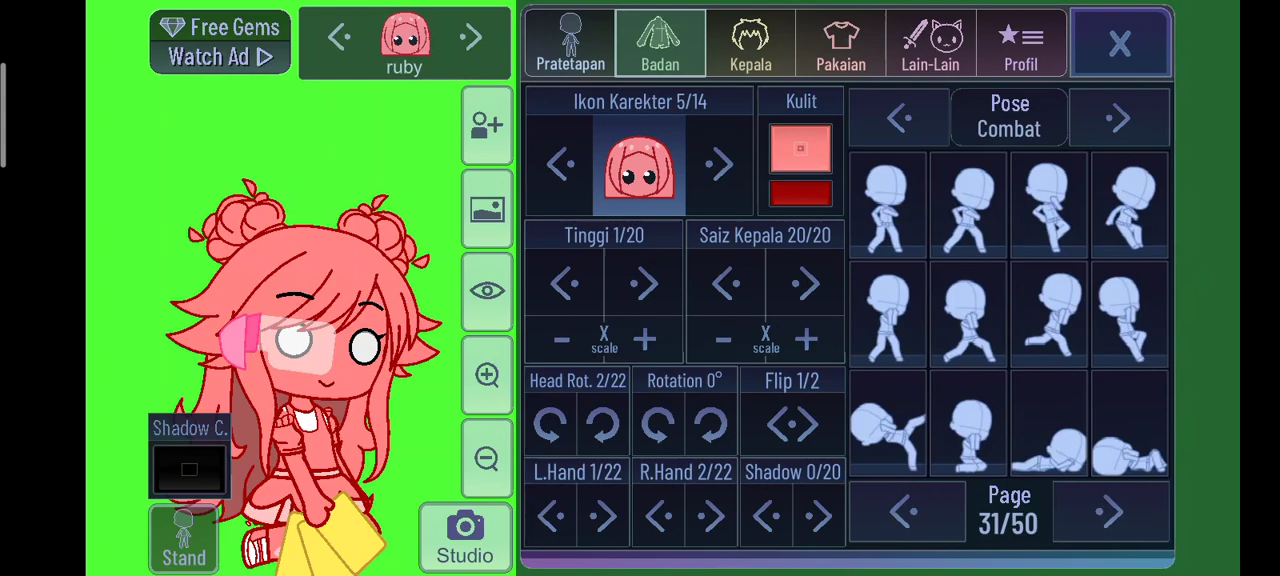 Free Gems
Watch Ad
ruby
Shadow C.
Stand
Studio
Pratetapan
Badan
Kepala
Pakaian
Lain-Lain
Profil
X
Ikon Karekter 5/14
Kulit
Pose
Combat
Tinggi 1/20
Saiz Kepala 20/20
X
scale
X
scale
Head Rot. 2/22
Rotation 0°
Flip 1/2
L.Hand 1/22
R.Hand 2/22
Shadow 0/20
Page
31/50